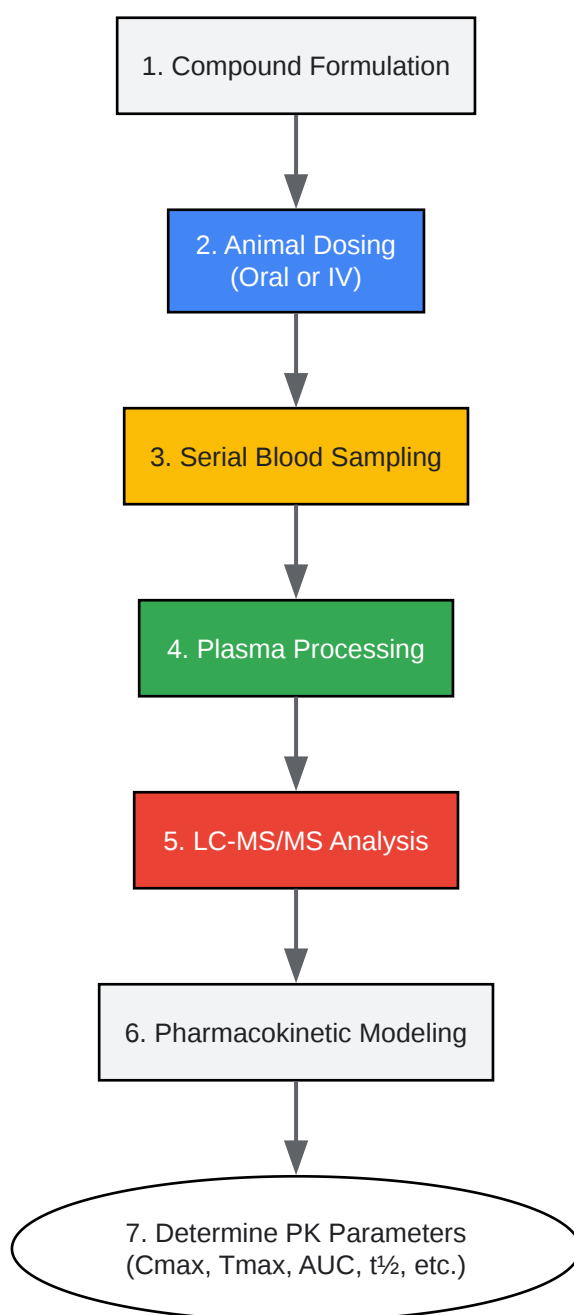 1. Compound Formulation
2. Animal Dosing
(Oral or IV)
3. Serial Blood Sampling
4. Plasma Processing
5. LC-MS/MS Analysis
6. Pharmacokinetic Modeling
7. Determine PK Parameters
(Cmax, Tmax, AUC, t½, etc.)